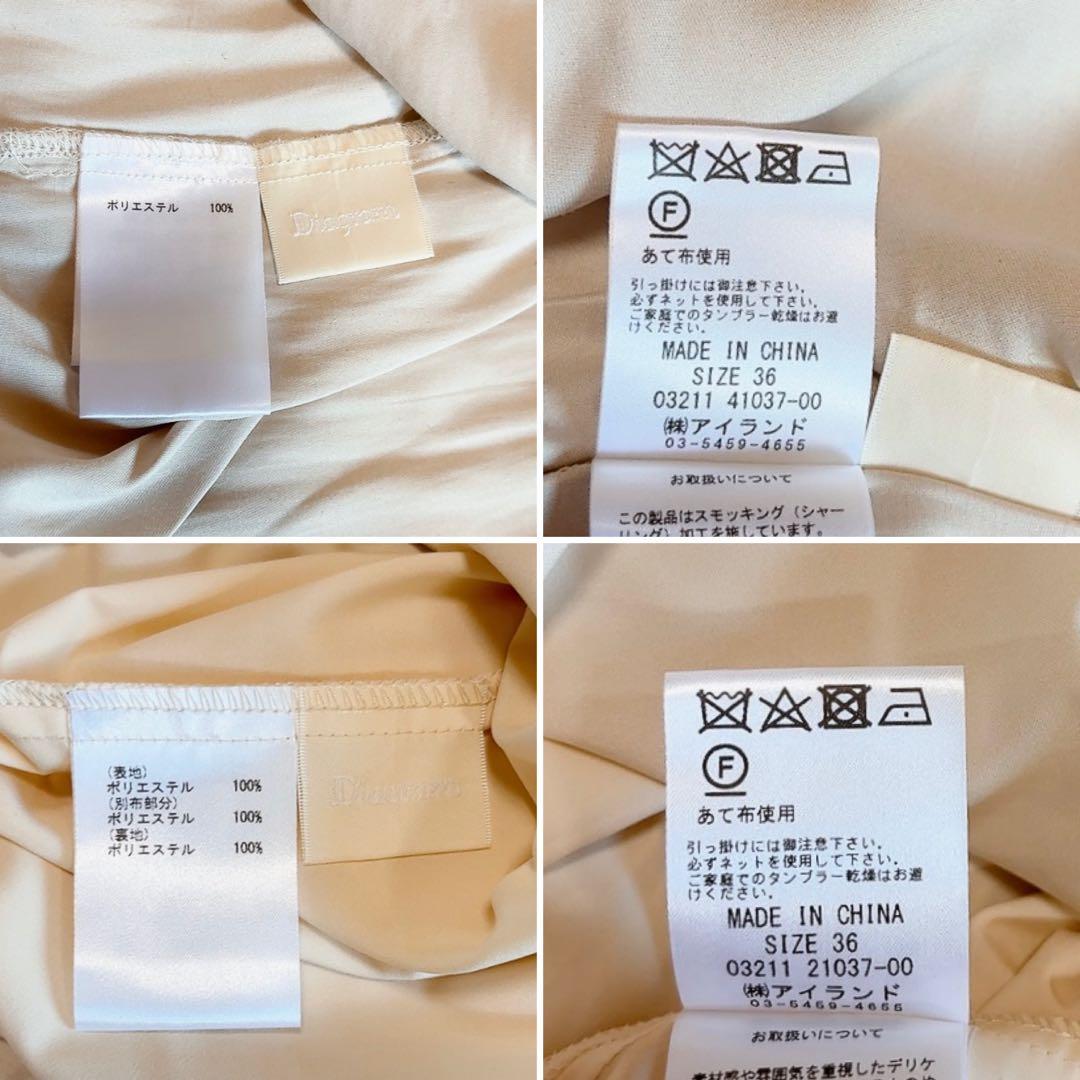 ポリエステル 100%
Diagram
F
あて布使用
引っ掛けには御注意下さい。
必ずネットを使用して下さい。
ご家庭でのタンブラー乾燥はお避
けください。
MADE IN CHINA
SIZE 36
03211 41037-00
㈱アイランド
03-5459-4655
お取扱いについて
この製品はスモッキング（シャー
リング）加工を施しています。
(表地)
ポリエステル 100%
(別布部分)
ポリエステル 100%
(裏地)
ポリエステル 100%
Diagram
F
あて布使用
引っ掛けには御注意下さい。
必ずネットを使用して下さい。
ご家庭でのタンブラー乾燥はお避
けください。
MADE IN CHINA
SIZE 36
03211 21037-00
㈱アイランド
03-5459-4655
お取扱いについて
素材感や雰囲気を重視したデリケ